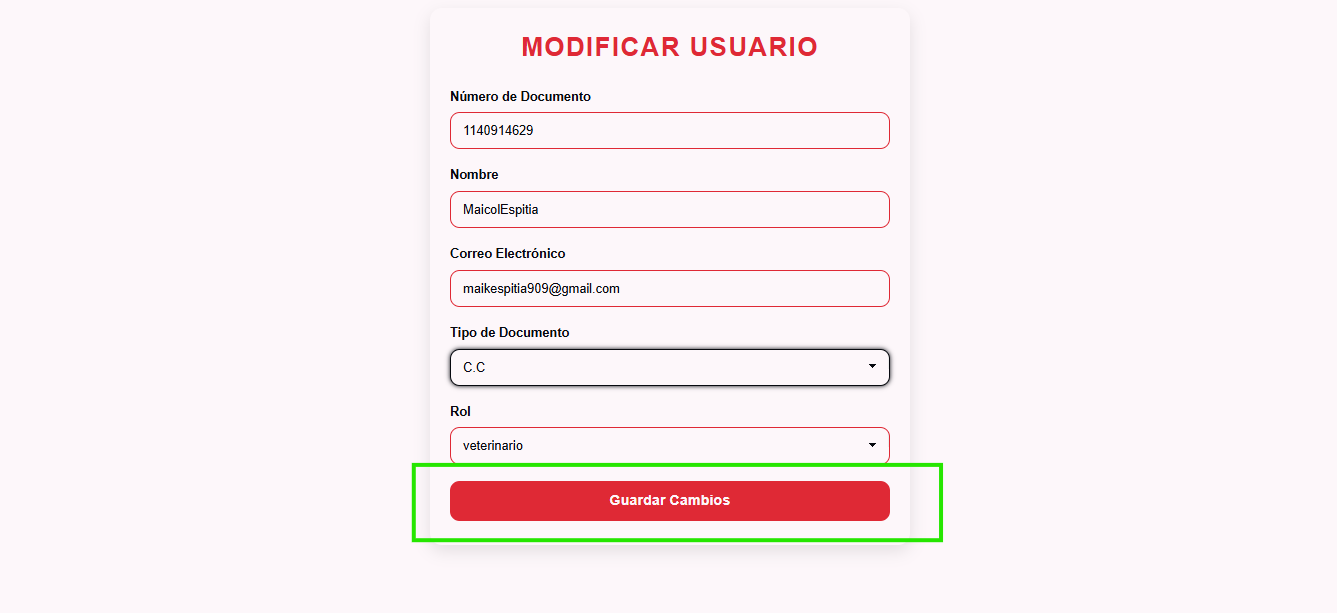 MODIFICAR USUARIO
Número de Documento
1140914629
Nombre
MaicolEspitia
Correo Electrónico
maikespitia909@gmail.com
Tipo de Documento
C.C
Rol
veterinario
Guardar Cambios